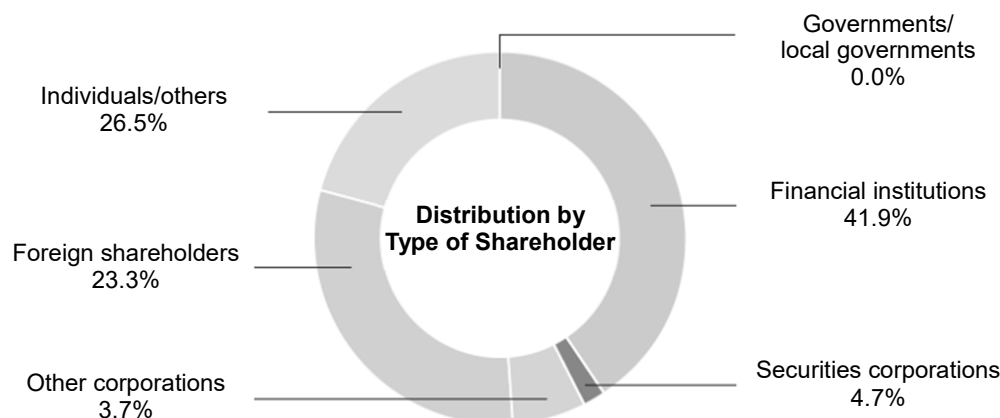 Governments/
local governments
0.0%
Individuals/others
26.5%
Financial institutions
41.9%
Distribution by
Type of Shareholder
Foreign shareholders
23.3%
Securities corporations
4.7%
Other corporations
3.7%